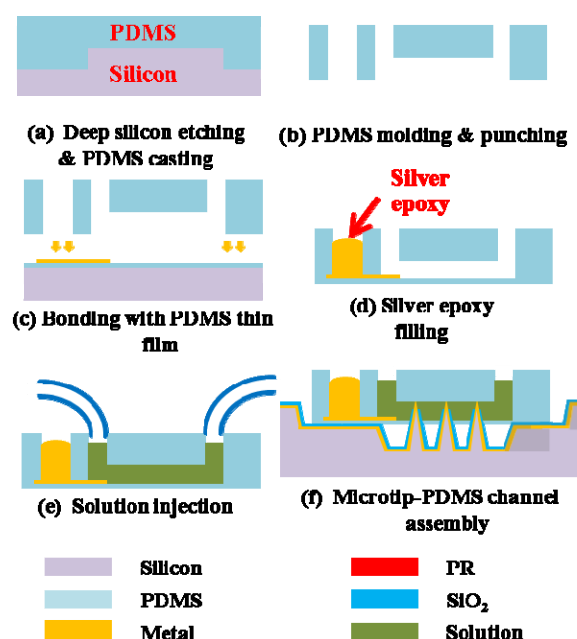 PDMS
Silicon
(a) Deep silicon etching
& PDMS casting
(b) PDMS molding & punching
Silver
epoxy
(c) Bonding with PDMS thin
film
(d) Silver epoxy
filling
(e) Solution injection
(f) Microtip-PDMS channel
assembly
Silicon
PR
PDMS
SiO₂
Metal
Solution